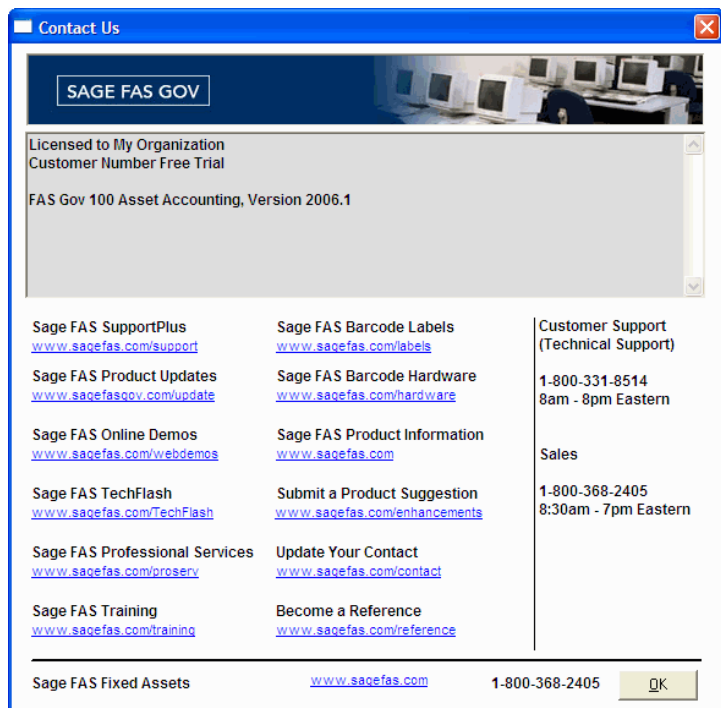 Contact Us
SAGE FAS GOV
Licensed to My Organization
Customer Number Free Trial
FAS Gov 100 Asset Accounting, Version 2006.1
Sage FAS SupportPlus
www.sagefas.com/support
Sage FAS Product Updates
www.sagefasgov.com/update
Sage FAS Online Demos
www.sagefas.com/webdemos
Sage FAS TechFlash
www.sagefas.com/TechFlash
Sage FAS Professional Services
www.sagefas.com/proserv
Sage FAS Training
www.sagefas.com/training
Sage FAS Barcode Labels
www.sagefas.com/labels
Sage FAS Barcode Hardware
www.sagefas.com/hardware
Sage FAS Product Information
www.sagefas.com
Submit a Product Suggestion
www.sagefas.com/enhancements
Update Your Contact
www.sagefas.com/contact
Become a Reference
www.sagefas.com/reference
Customer Support
(Technical Support)
1-800-331-8514
8am - 8pm Eastern
Sales
1-800-368-2405
8:30am - 7pm Eastern
Sage FAS Fixed Assets
www.sagefas.com
1-800-368-2405
OK